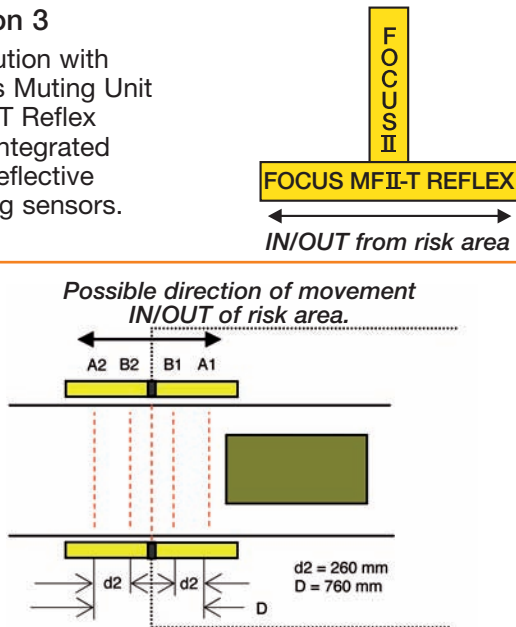 on 3
ution with
s Muting Unit
T Reflex
ntegrated
eflective
g sensors.
FOCUS II
FOCUS MFII-T REFLEX
IN/OUT from risk area
Possible direction of movement
IN/OUT of risk area.
A2 B2 B1 A1
d2 d2
D
d2 = 260 mm
D = 760 mm